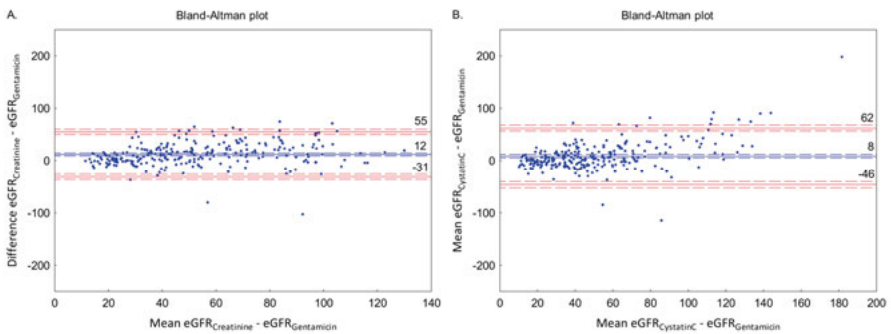 A.
Bland-Altman plot
Difference eGFRCreatinine - eGFRGentamicin
200
100
0
-100
-200
55
12
-31
0 20 40 60 80 100 120 140
Mean eGFRCreatinine - eGFRGentamicin
B.
Bland-Altman plot
Mean eGFRCystatinC - eGFRGentamicin
200
100
0
-100
-200
62
8
-46
0 20 40 60 80 100 120 140 160 180 200
Mean eGFRCystatinC - eGFRGentamicin